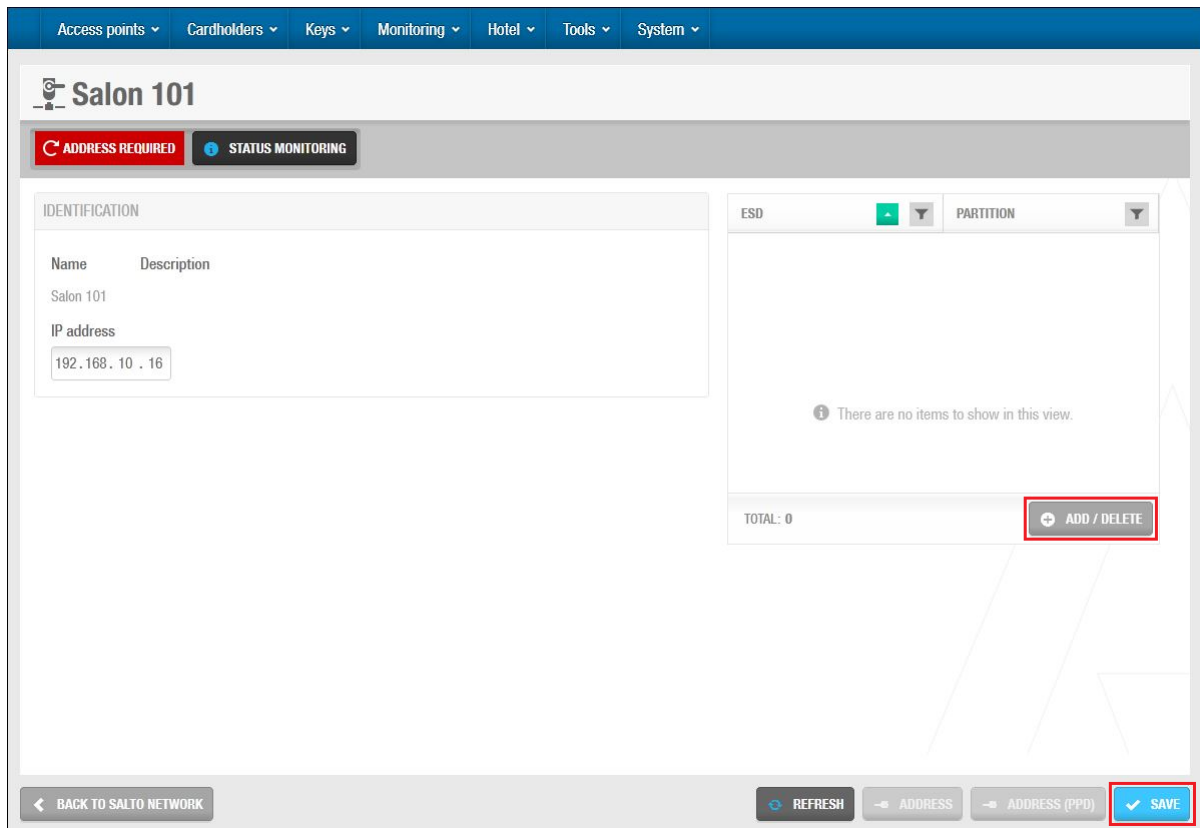 Access points Cardholders Keys Monitoring Hotel Tools System
Salon 101
ADDRESS REQUIRED STATUS MONITORING
IDENTIFICATION
Name Description
Salon 101
IP address
192.168. 10 . 16
ESD PARTITION
There are no items to show in this view.
TOTAL: 0 ADD / DELETE
BACK TO SALTO NETWORK REFRESH ADDRESS ADDRESS (PPD) SAVE